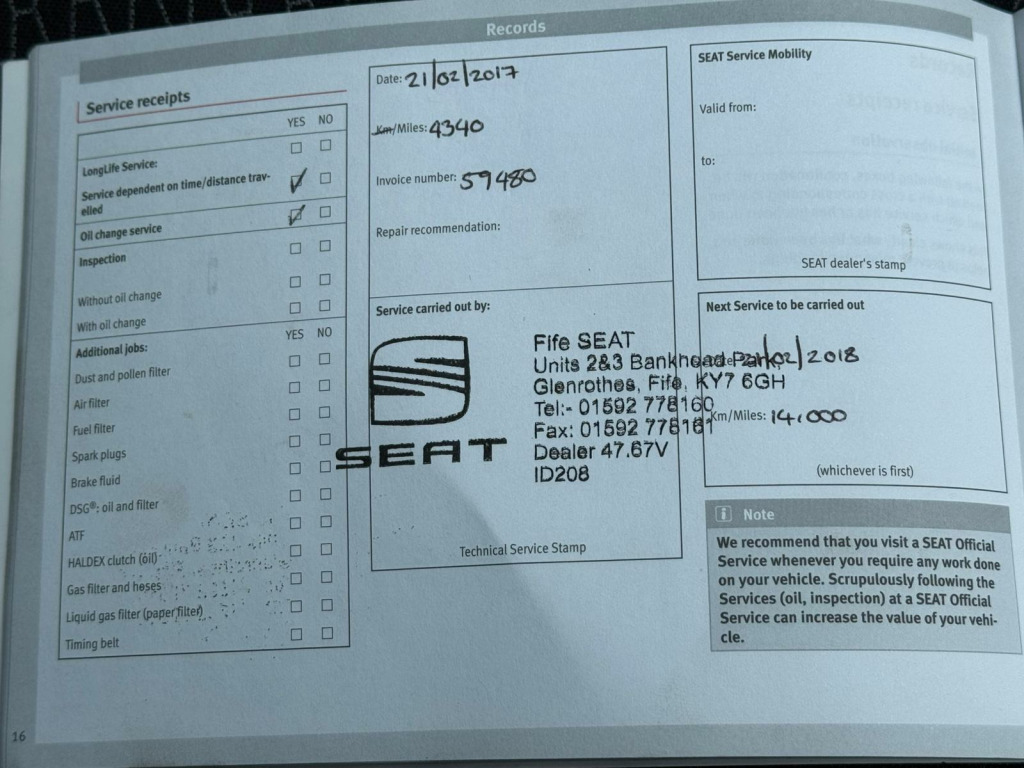 Records
Service receipts
YES NO
LongLife Service:
Service dependent on time/distance trav-
elled
Oil change service
Inspection
Without oil change
With oil change
Additional jobs: YES NO
Dust and pollen filter
Air filter
Fuel filter
Spark plugs
Brake fluid
DSG®: oil and filter
ATF
HALDEX clutch (oil)
Gas filter and hoses
Liquid gas filter (paper filter)
Timing belt
Date: 21/02/2017
Km/Miles: 4340
Invoice number: 59480
Repair recommendation:
Service carried out by:
SEAT
Fife SEAT
Units 2&3 Bankhead Park
Glenrothes, Fife, KY7 6GH
Tel:- 01592 778160
Fax: 01592 778161
Dealer 47.67V
ID208
Technical Service Stamp
SEAT Service Mobility
Valid from:
to:
SEAT dealer's stamp
Next Service to be carried out
/02/2018
Km/Miles: 14,000
(whichever is first)
i Note
We recommend that you visit a SEAT Official
Service whenever you require any work done
on your vehicle. Scrupulously following the
Services (oil, inspection) at a SEAT Official
Service can increase the value of your vehi-
cle.
16